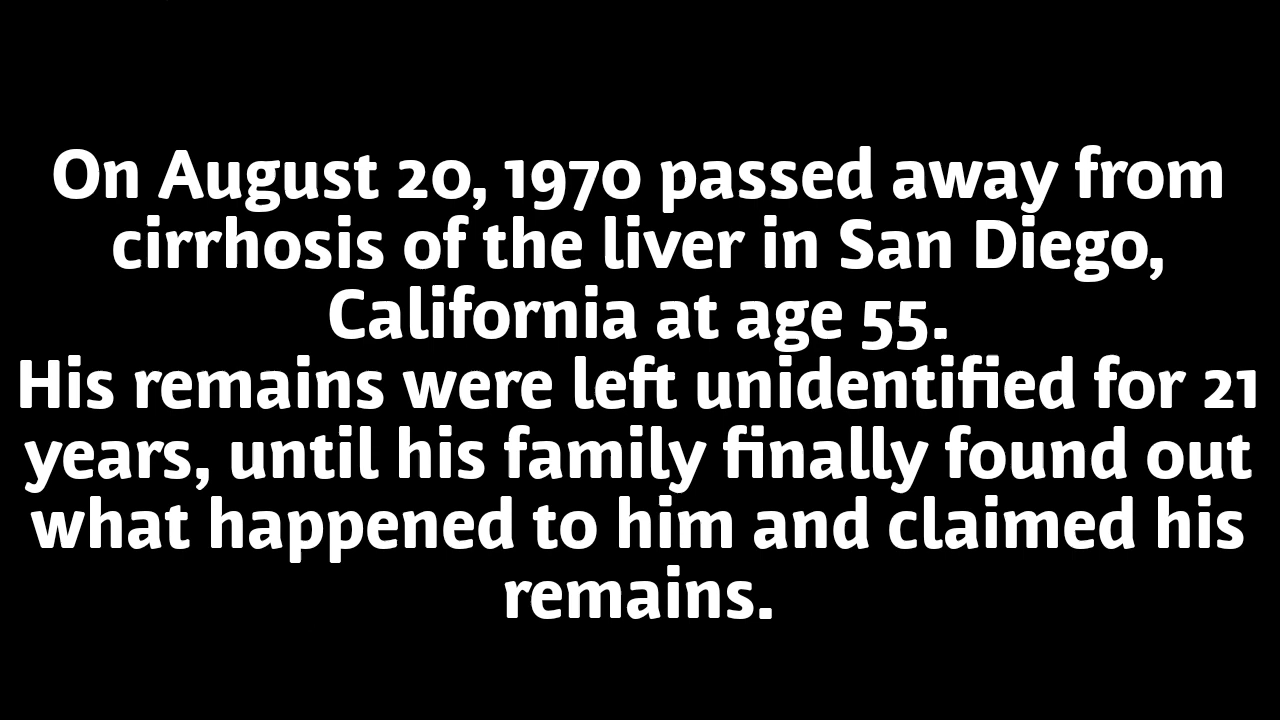 On August 20, 1970 passed away from
cirrhosis of the liver in San Diego,
California at age 55.
His remains were left unidentified for 21
years, until his family finally found out
what happened to him and claimed his
remains.